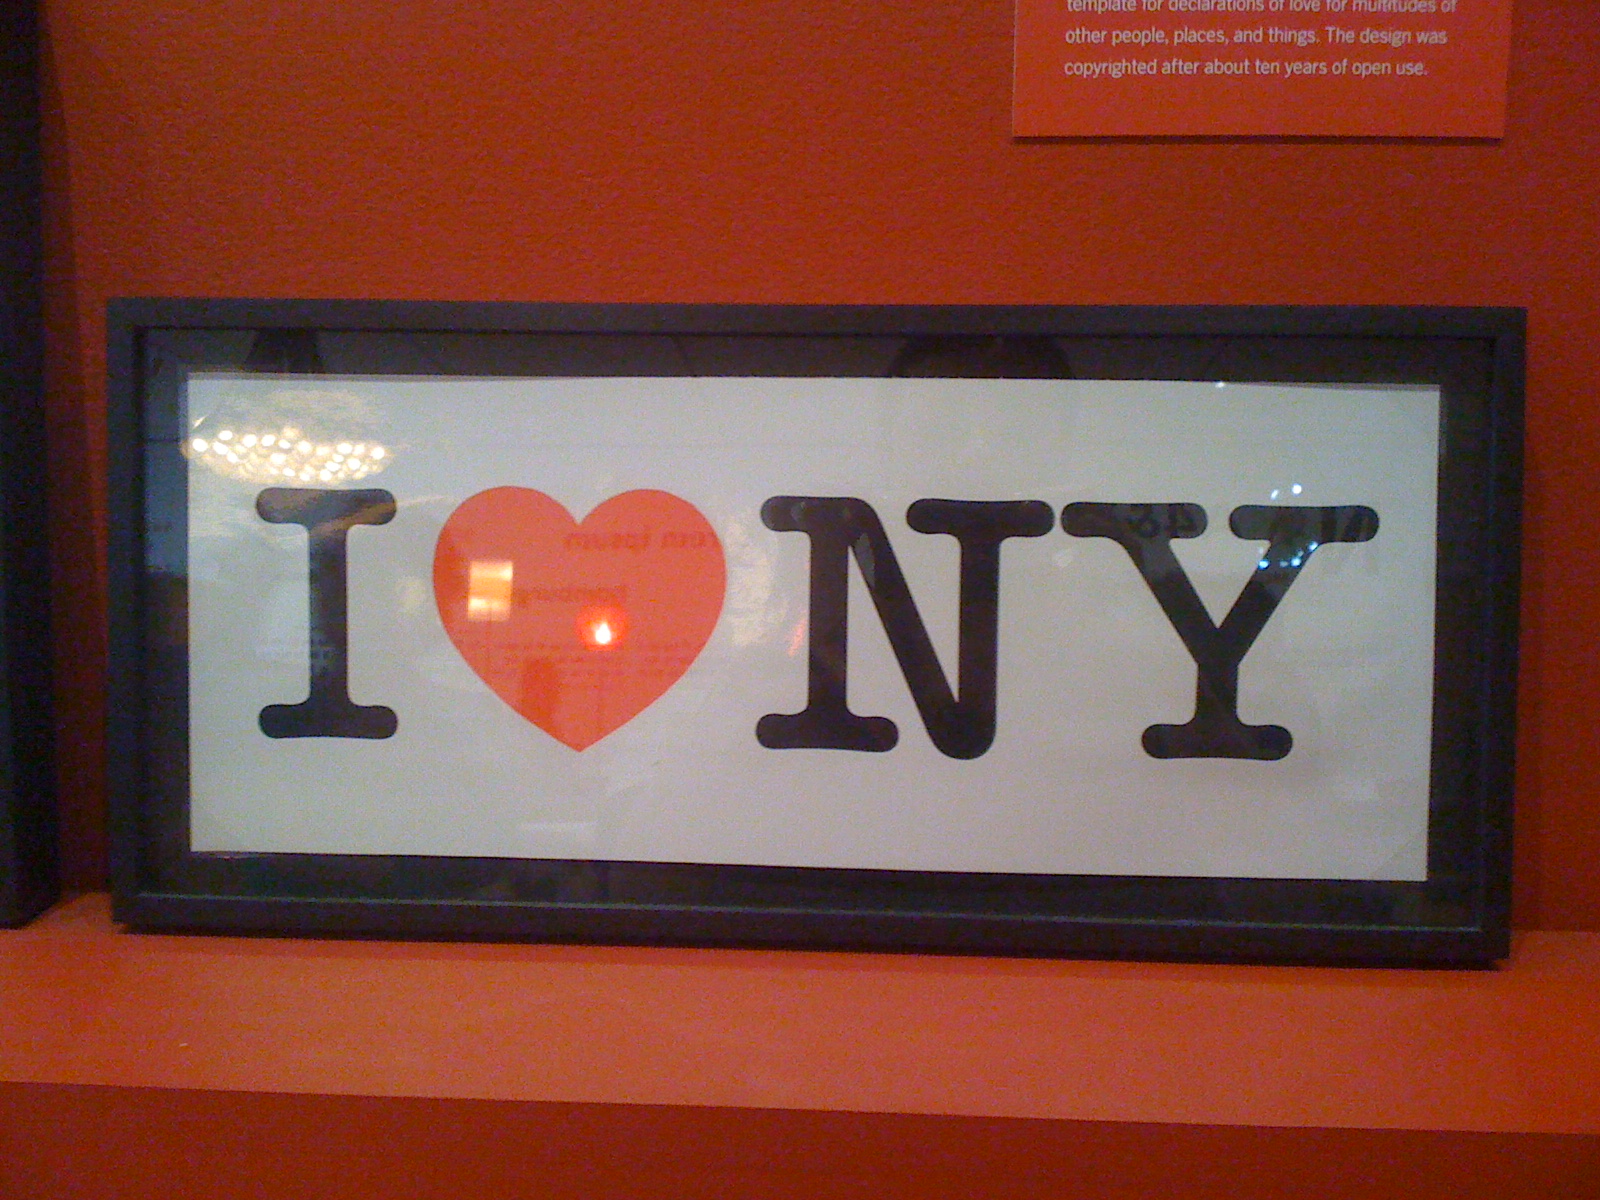 template for declarations of love for multitudes of
other people, places, and things. The design was
copyrighted after about ten years of open use.
I ♥ NY